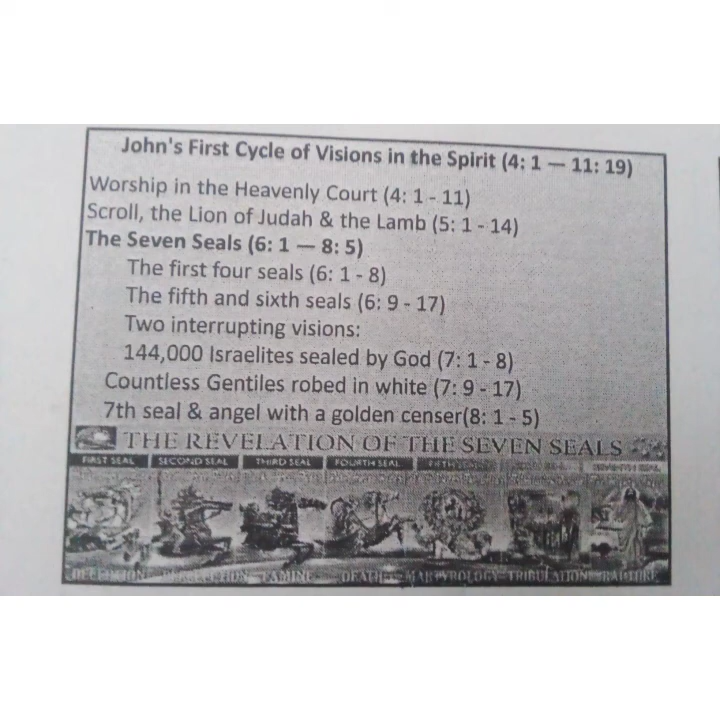 John's First Cycle of Visions in the Spirit (4: 1 — 11: 19)
Worship in the Heavenly Court (4: 1 - 11)
Scroll, the Lion of Judah & the Lamb (5: 1 - 14)
The Seven Seals (6: 1 — 8: 5)
The first four seals (6: 1 - 8)
The fifth and sixth seals (6: 9 - 17)
Two interrupting visions:
144,000 Israelites sealed by God (7: 1 - 8)
Countless Gentiles robed in white (7: 9 - 17)
7th seal & angel with a golden censer(8: 1 - 5)
THE REVELATION OF THE SEVEN SEALS
FIRST SEAL SECOND SEAL THIRD SEAL FOURTH SEAL SEVENTH SEAL
DECEPTION FAMINE DEATH MARTYROLOGY TRIBULATION RAPTURE